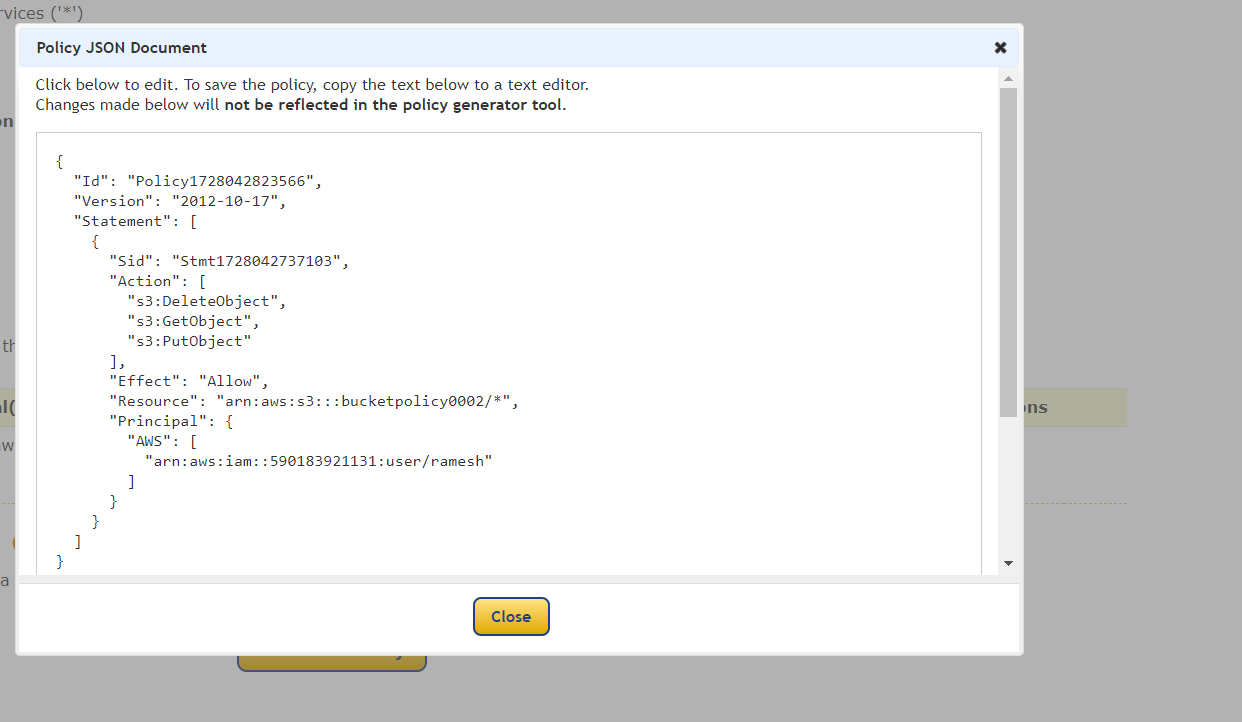 ('*')
Policy JSON Document
Click below to edit. To save the policy, copy the text below to a text editor.
Changes made below will not be reflected in the policy generator tool.
{
"Id": "Policy1728042823566",
"Version": "2012-10-17",
"Statement": [
{
"Sid": "Stmt1728042737103",
"Action": [
"s3:DeleteObject",
"s3:GetObject",
"s3:PutObject"
],
"Effect": "Allow",
"Resource": "arn:aws:s3:::bucketpolicy0002/*",
"Principal": {
"AWS": [
"arn:aws:iam::590183921131:user/ramesh"
]
}
}
]
}
Close